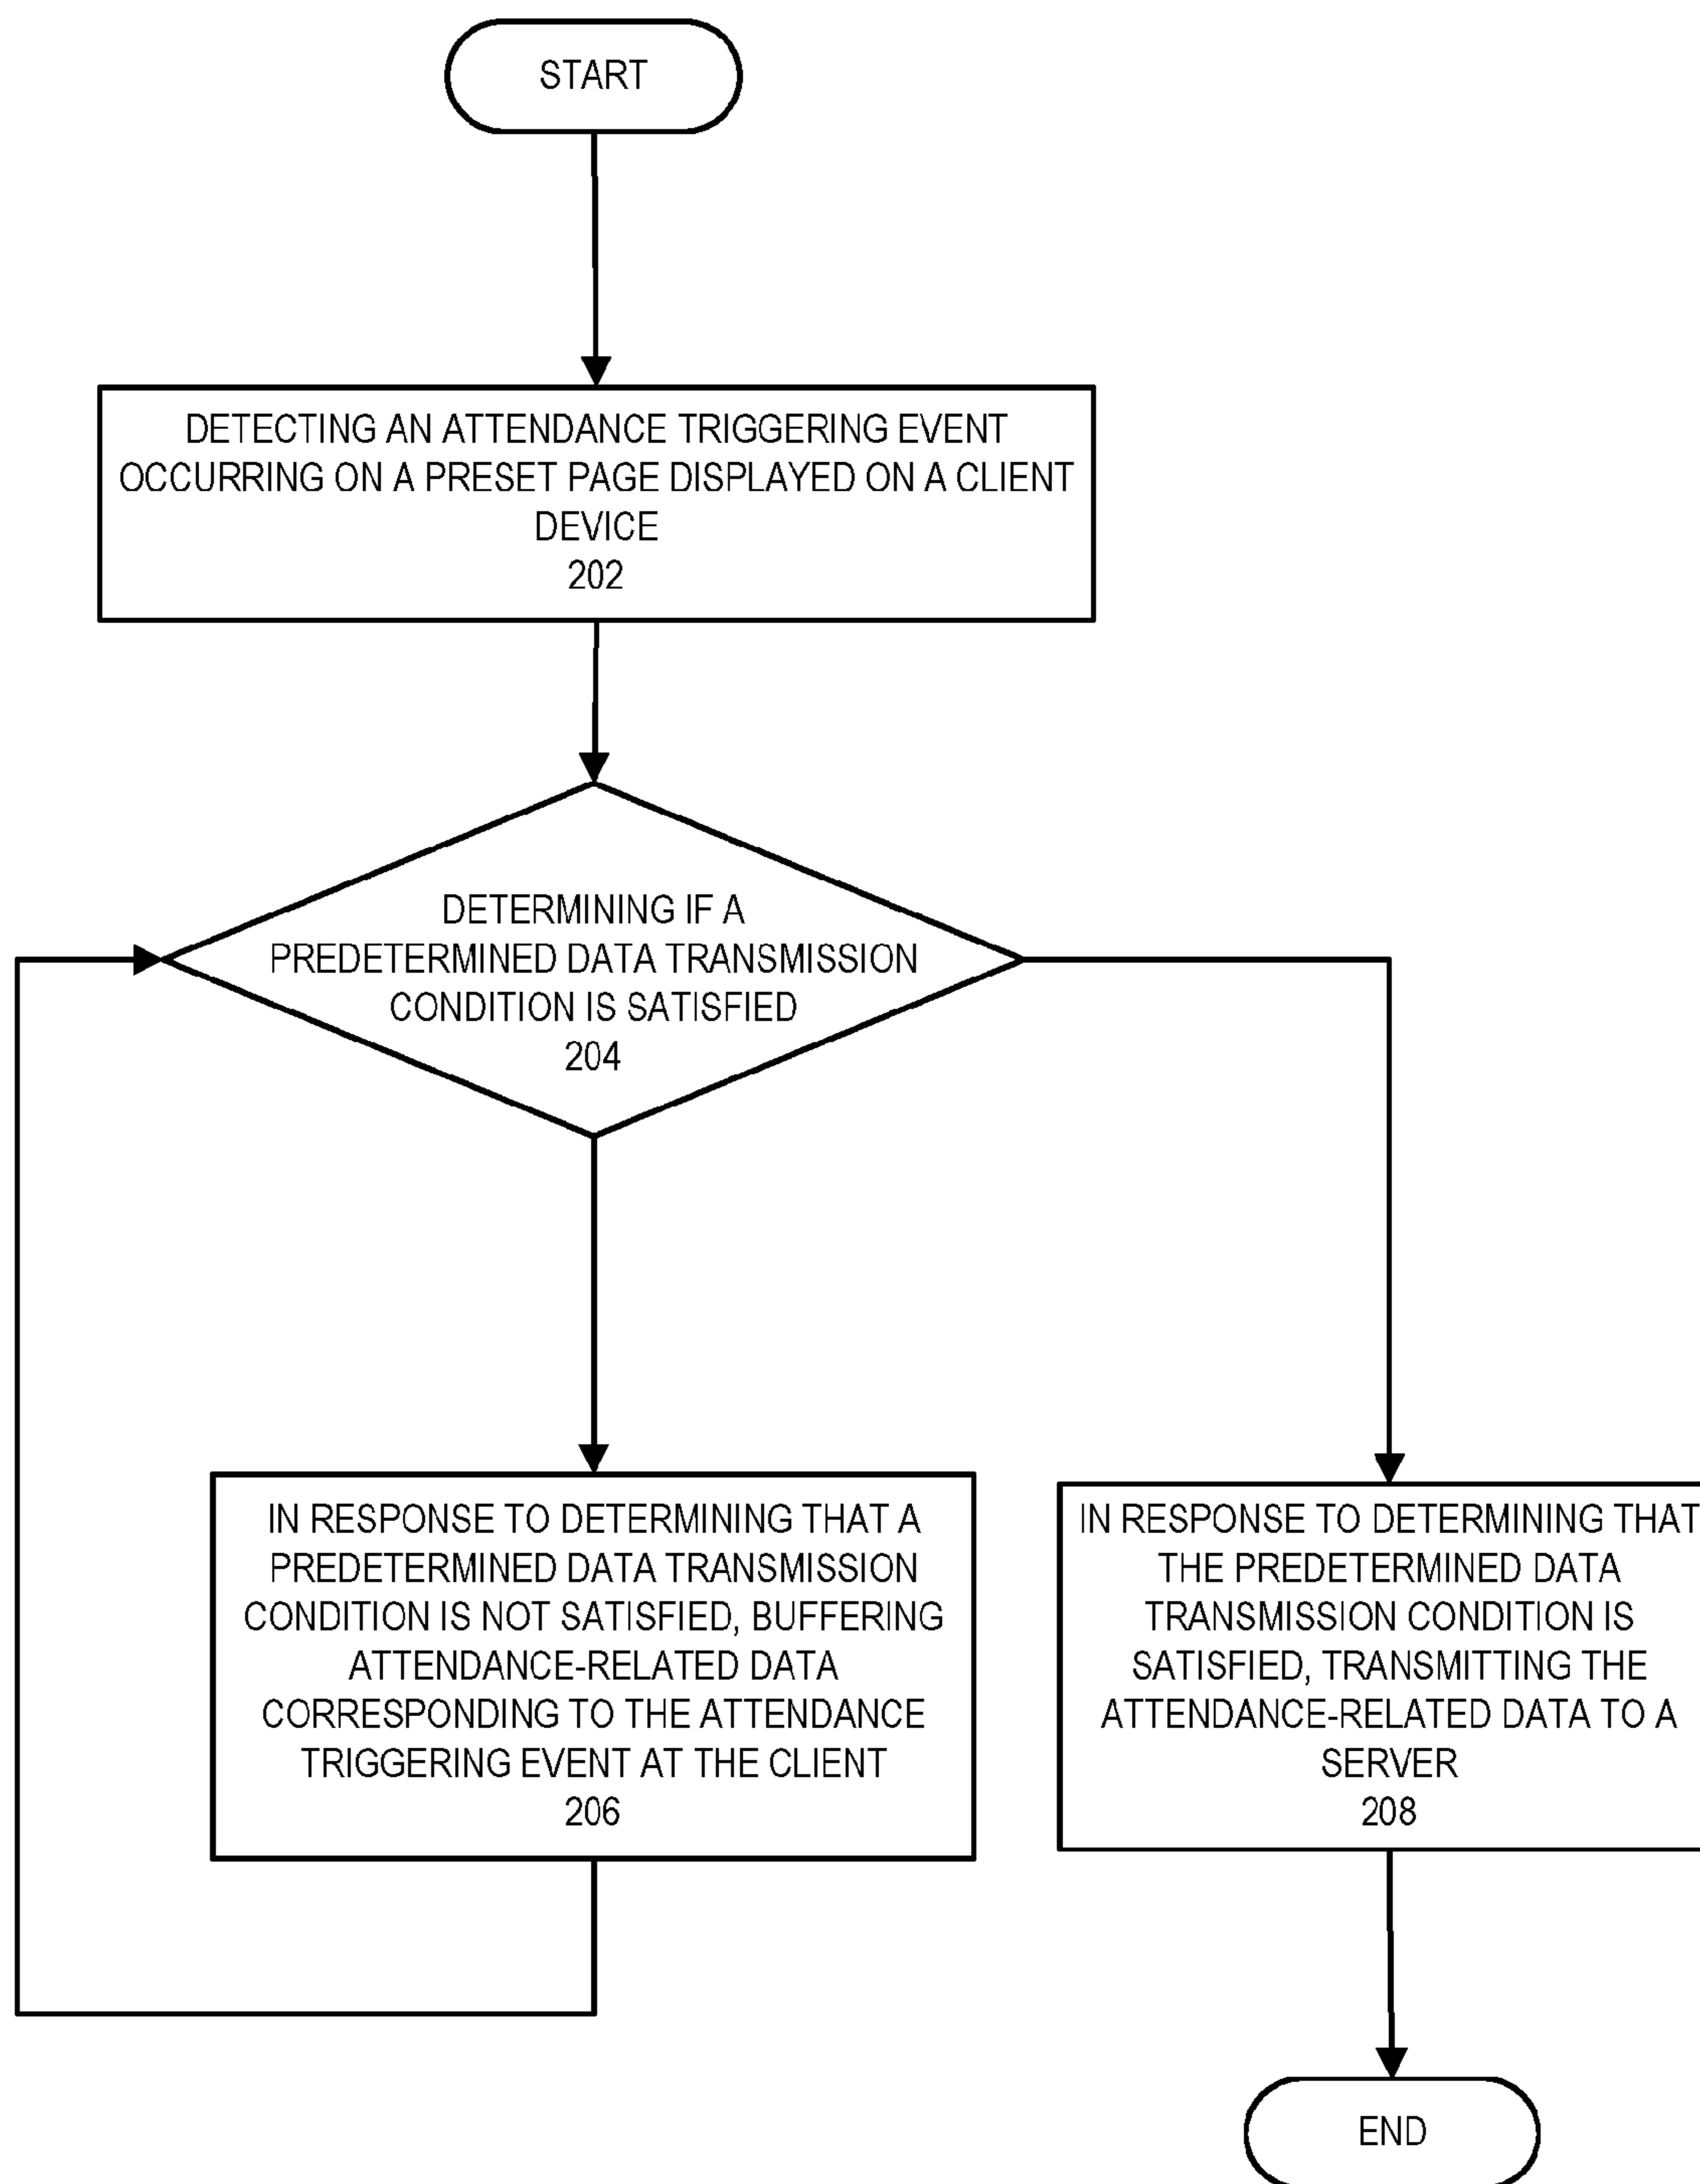 START
DETECTING AN ATTENDANCE TRIGGERING EVENT
OCCURRING ON A PRESET PAGE DISPLAYED ON A CLIENT
DEVICE
202
DETERMINING IF A
PREDETERMINED DATA TRANSMISSION
CONDITION IS SATISFIED
204
IN RESPONSE TO DETERMINING THAT A
PREDETERMINED DATA TRANSMISSION
CONDITION IS NOT SATISFIED, BUFFERING
ATTENDANCE-RELATED DATA
CORRESPONDING TO THE ATTENDANCE
TRIGGERING EVENT AT THE CLIENT
206
IN RESPONSE TO DETERMINING THAT
THE PREDETERMINED DATA
TRANSMISSION CONDITION IS
SATISFIED, TRANSMITTING THE
ATTENDANCE-RELATED DATA TO A
SERVER
208
END